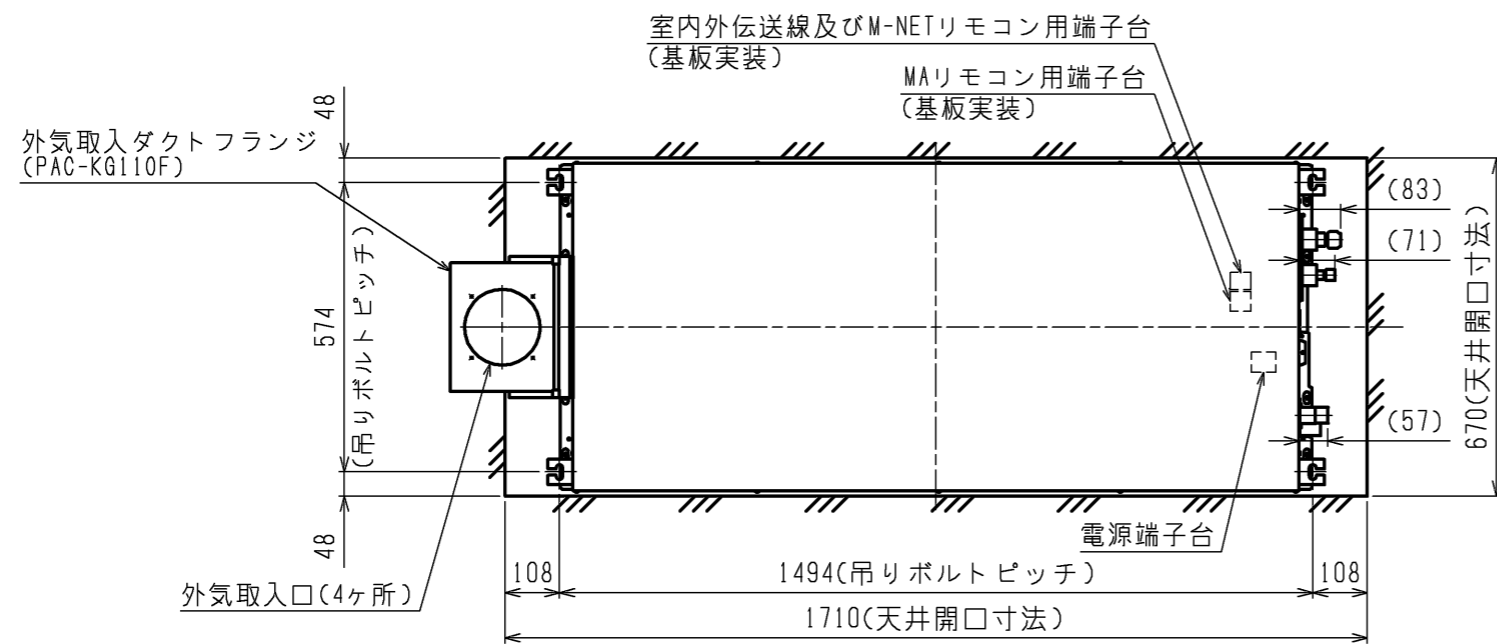 室内外伝送線及びM-NETリモコン用端子台
(基板実装)
MAリモコン用端子台
(基板実装)
48
外気取入ダクトフランジ
(PAC-KG110F)
(83)
(71)
574
(吊りボルトピッチ)
670(天井開口寸法)
(57)
48
電源端子台
外気取入口(4ヶ所)
108
1494(吊りボルトピッチ)
108
1710(天井開口寸法)